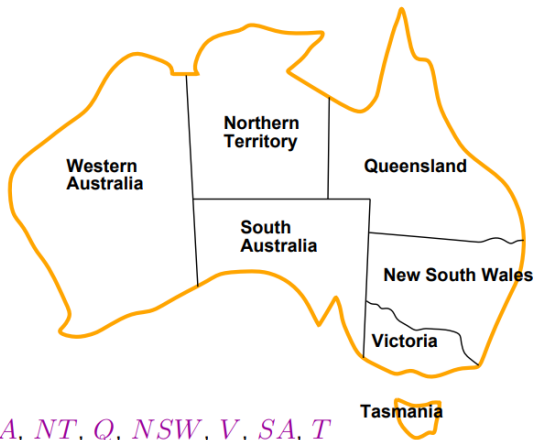 Northern
Territory
Western
Australia
Queensland
South
Australia
New South Wales
Victoria
Tasmania
A, NT, Q, NSW, V, SA, T